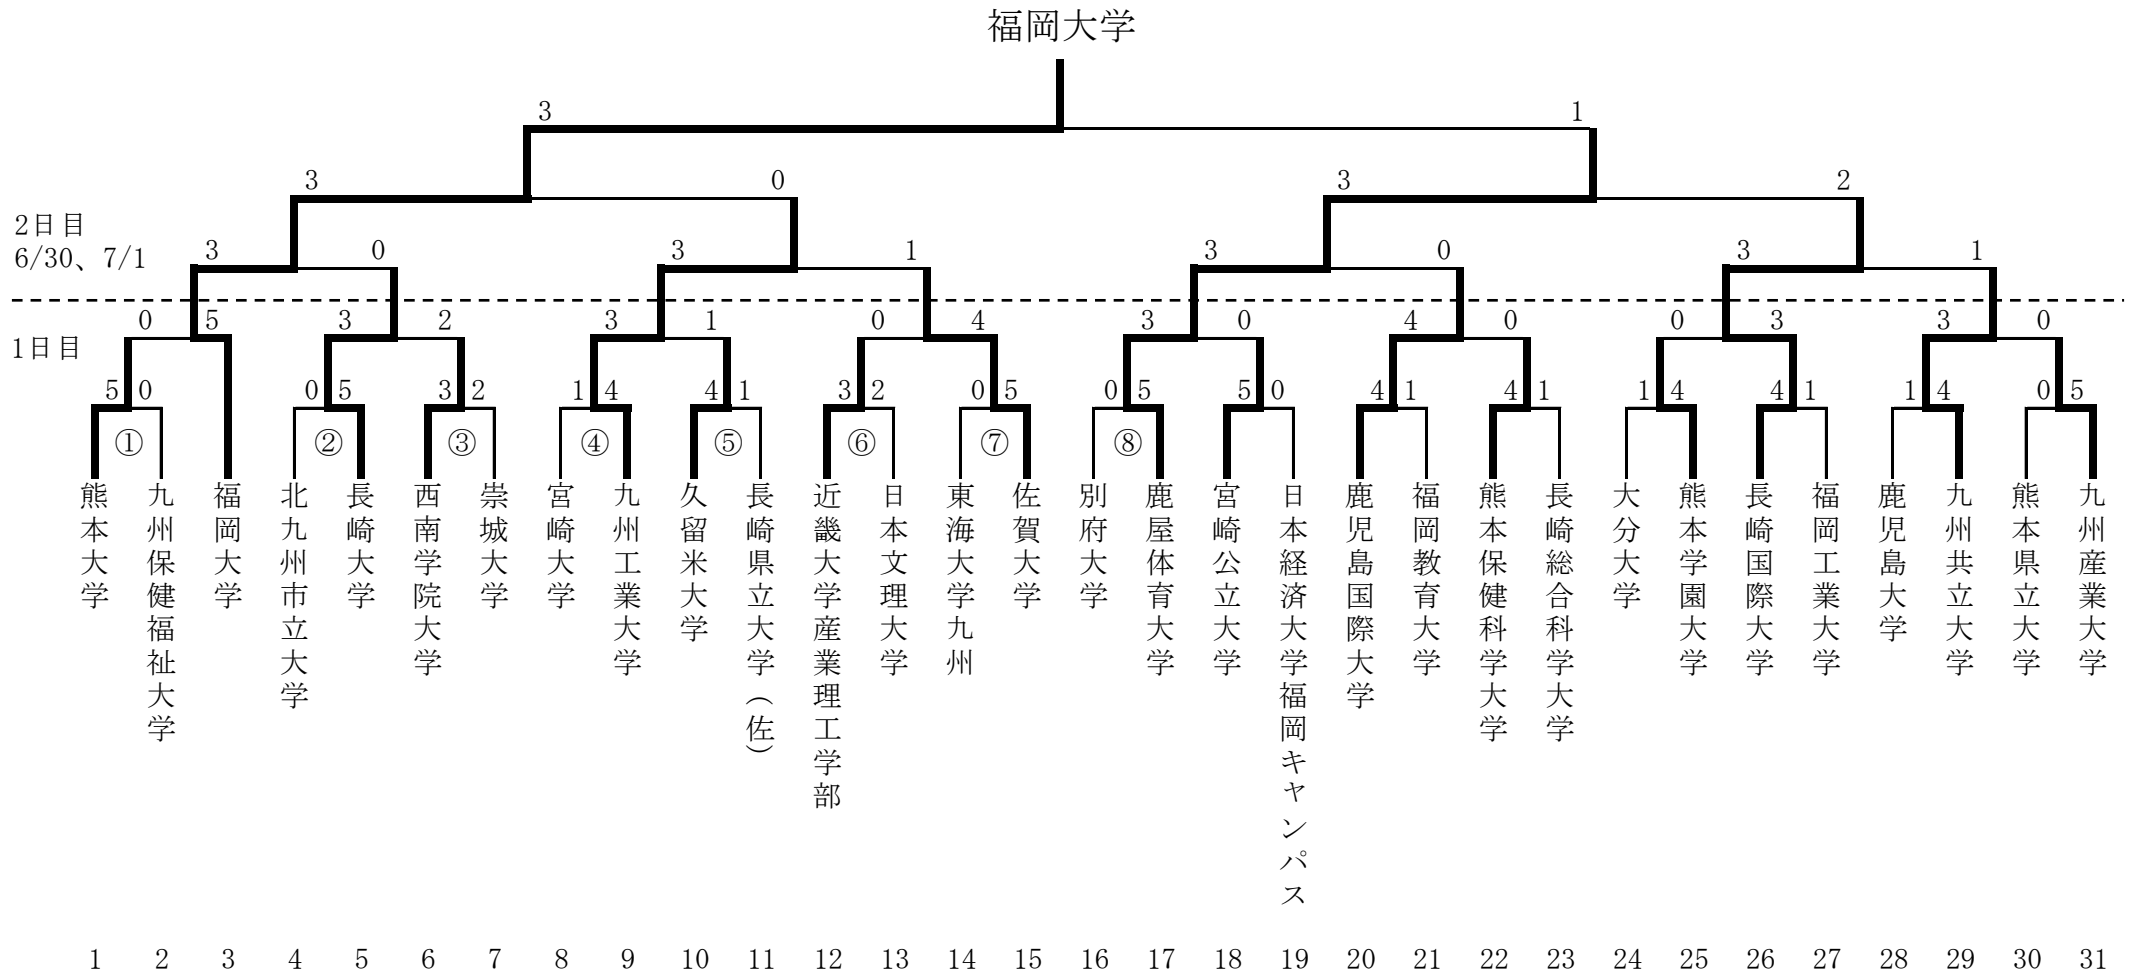 福岡大学
3 1
3 0 3 2
2日目
6/30、7/1
3 0 3 1 3 0 3 1
1日目
0 5 3 2 3 1 0 4 3 0 4 0 0 3 3 0
5 0 0 5 3 2 1 4 4 1 3 2 0 5 0 5 5 0 4 1 4 1 1 4 4 1 1 4 0 5
① ② ③ ④ ⑤ ⑥ ⑦ ⑧
熊本大学
九州保健福祉大学
福岡大学
北九州市立大学
長崎大学
西南学院大学
崇城大学
宮崎大学
九州工業大学
久留米大学
長崎県立大学(佐)
近畿大学産業理工学部
日本文理大学
東海大学九州
佐賀大学
別府大学
鹿屋体育大学
宮崎公立大学
日本経済大学福岡キャンパス
鹿児島国際大学
福岡教育大学
熊本保健科学大学
長崎総合科学大学
大分大学
熊本学園大学
長崎国際大学
福岡工業大学
鹿児島大学
九州共立大学
熊本県立大学
九州産業大学
1 2 3 4 5 6 7 8 9 10 11 12 13 14 15 16 17 18 19 20 21 22 23 24 25 26 27 28 29 30 31